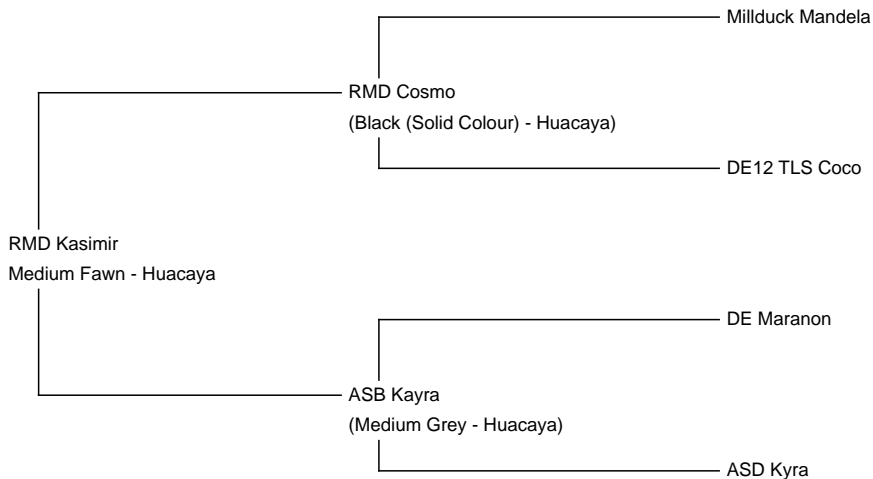 Millduck Mandela
RMD Cosmo
(Black (Solid Colour) - Huacaya)
DE12 TLS Coco
RMD Kasimir
Medium Fawn - Huacaya
DE Maranon
ASB Kayra
(Medium Grey - Huacaya)
ASD Kyra